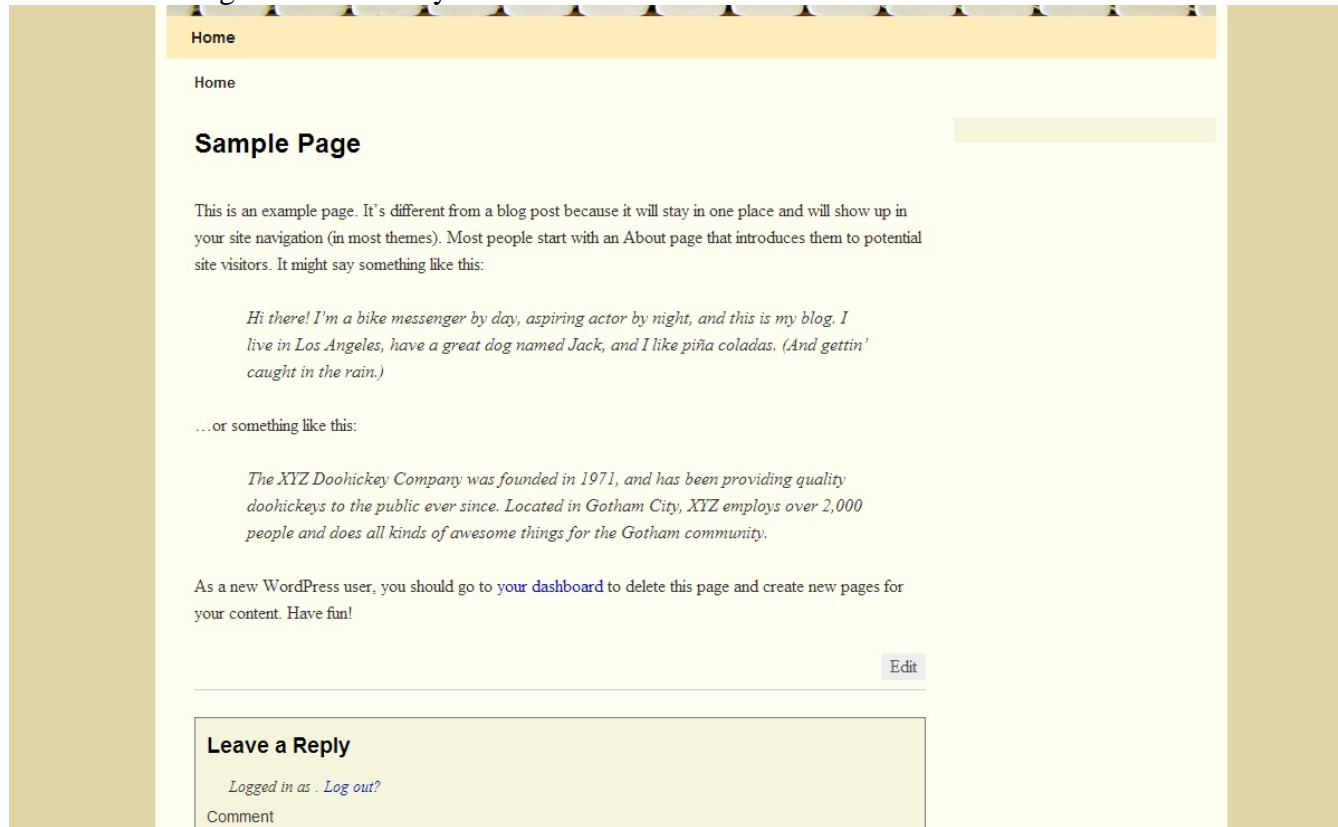 Home
Home
Sample Page
This is an example page. It’s different from a blog post because it will stay in one place and will show up in
your site navigation (in most themes). Most people start with an About page that introduces them to potential
site visitors. It might say something like this:
Hi there! I’m a bike messenger by day, aspiring actor by night, and this is my blog. I
live in Los Angeles, have a great dog named Jack, and I like piña coladas. (And gettin’
caught in the rain.)
…or something like this:
The XYZ Doohickey Company was founded in 1971, and has been providing quality
doohickeys to the public ever since. Located in Gotham City, XYZ employs over 2,000
people and does all kinds of awesome things for the Gotham community.
As a new WordPress user, you should go to your dashboard to delete this page and create new pages for
your content. Have fun!
Edit
Leave a Reply
Logged in as . Log out?
Comment